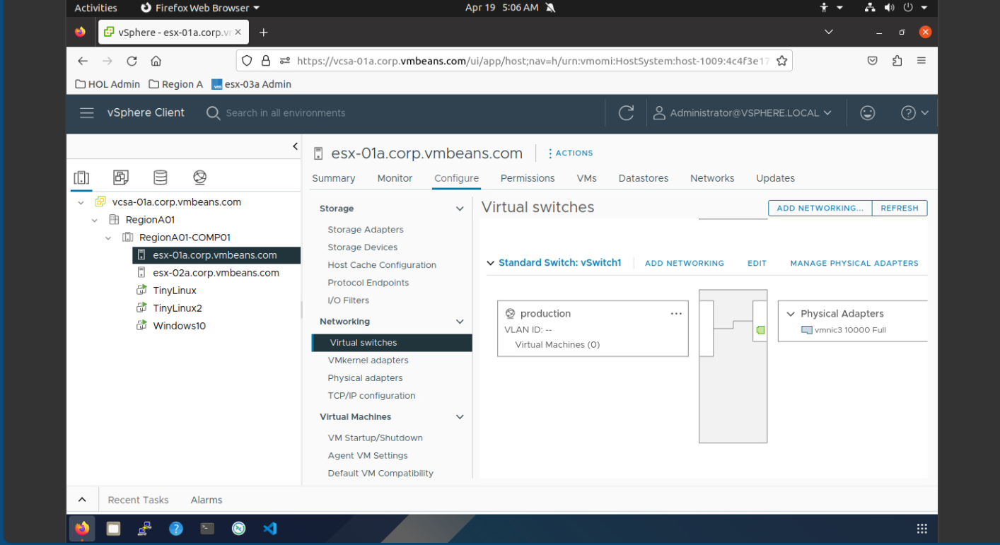 Activities Firefox Web Browser Apr 19 5:06 AM
vSphere - esx-01a.corp.vm
https://vcsa-01a.corp.vmbeans.com/ui/app/host;nav=h/urn:vmomi:HostSystem:host-1009:4c4f3e17
HOL Admin Region A vm esx-03a Admin
vSphere Client Search in all environments Administrator@VSPHERE.LOCAL
esx-01a.corp.vmbeans.com ACTIONS
Summary Monitor Configure Permissions VMs Datastores Networks Updates
vcsa-01a.corp.vmbeans.com
RegionA01
RegionA01-COMP01
esx-01a.corp.vmbeans.com
esx-02a.corp.vmbeans.com
TinyLinux
TinyLinux2
Windows10
Storage
Storage Adapters
Storage Devices
Host Cache Configuration
Protocol Endpoints
I/O Filters
Networking
Virtual switches
VMkernel adapters
Physical adapters
TCP/IP configuration
Virtual Machines
VM Startup/Shutdown
Agent VM Settings
Default VM Compatibility
Virtual switches ADD NETWORKING... REFRESH
Standard Switch: vSwitch1 ADD NETWORKING EDIT MANAGE PHYSICAL ADAPTERS
production ...
VLAN ID: --
Virtual Machines (0)
Physical Adapters
vmnic3 10000 Full
Recent Tasks Alarms